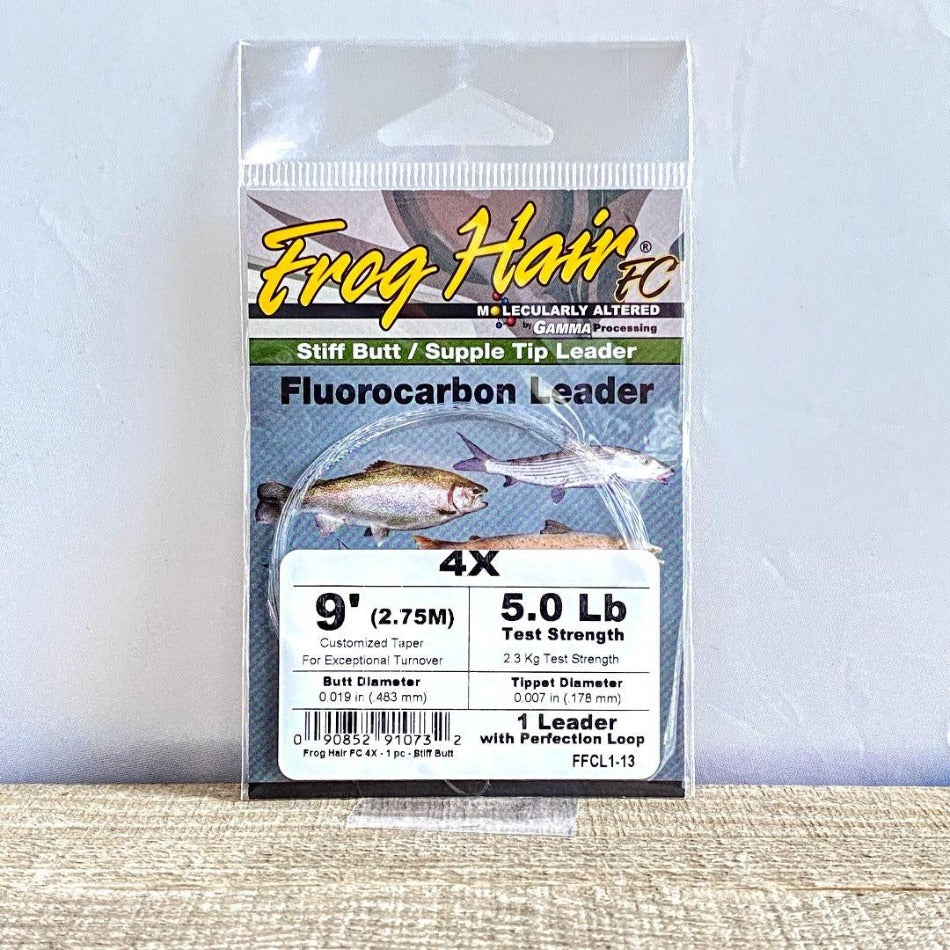 Frog Hair® FC
MOLECULARLY ALTERED
by GAMMA Processing
Stiff Butt / Supple Tip Leader
Fluorocarbon Leader
4X
9' (2.75M)
Customized Taper
For Exceptional Turnover
5.0 Lb
Test Strength
2.3 Kg Test Strength
Butt Diameter
0.019 in (.483 mm)
Tippet Diameter
0.007 in (.178 mm)
0 90852 91073 2
Frog Hair FC 4X - 1 pc - Stiff Butt
1 Leader
with Perfection Loop
FFCL1-13